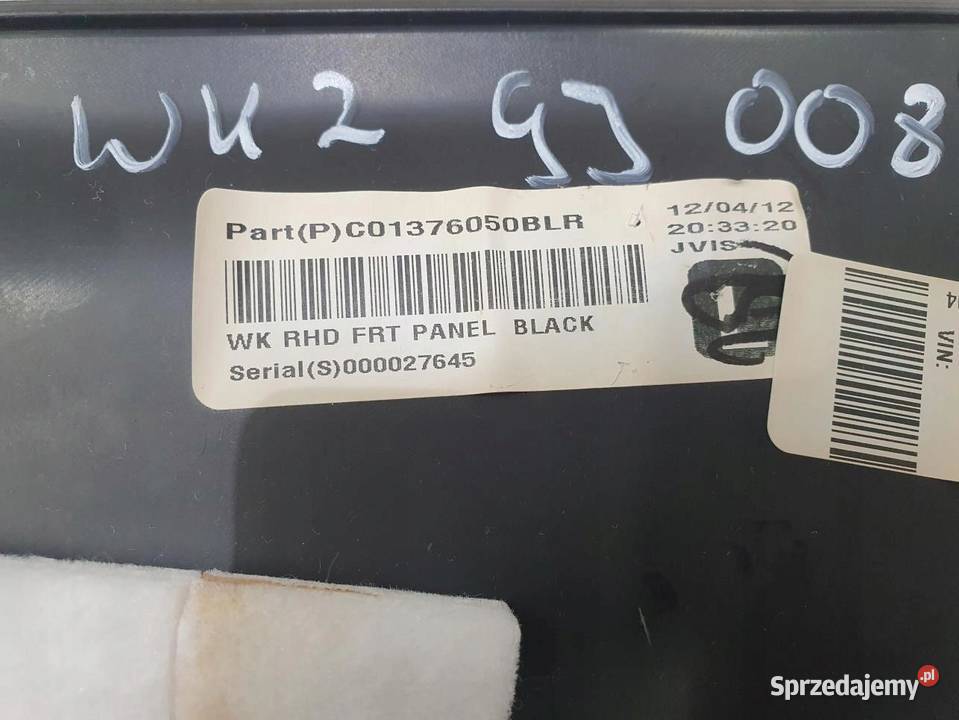 WK2 GJ 008
Part(P)C01376050BLR
12/04/12
20:33:20
JVIS
WK RHD FRT PANEL BLACK
Serial(S)000027645
VIN:
Sprzedajemy.pl